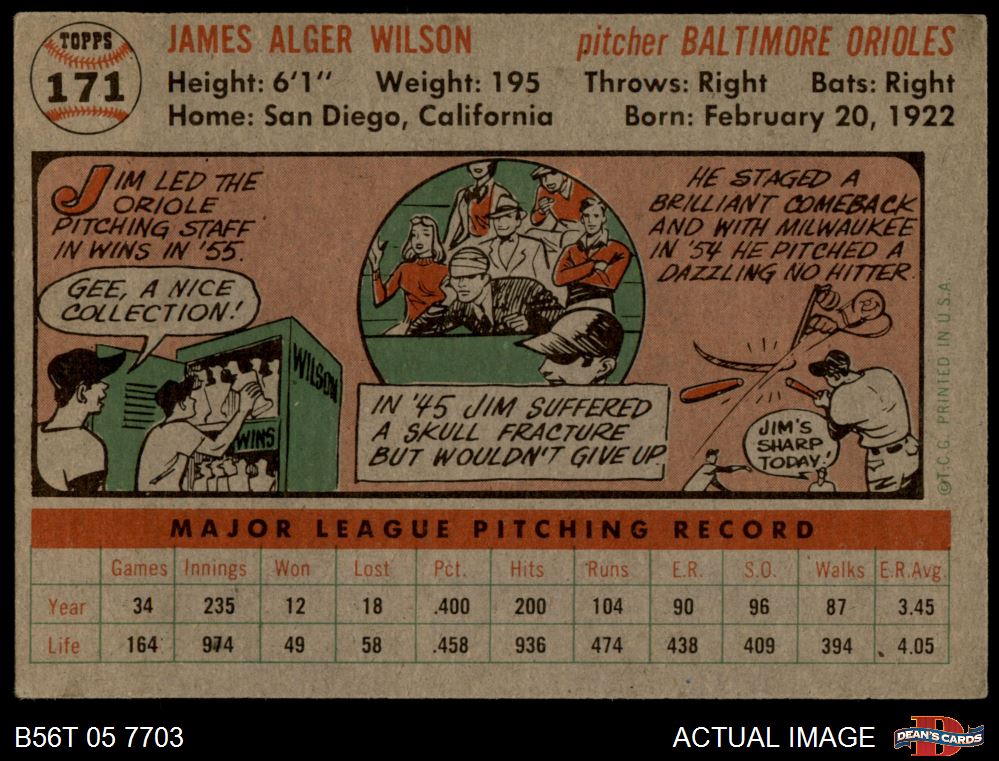 TOPPS
171
JAMES ALGER WILSON pitcher BALTIMORE ORIOLES
Height: 6'1" Weight: 195 Throws: Right Bats: Right
Home: San Diego, California Born: February 20, 1922
JIM LED THE
ORIOLE
PITCHING STAFF
IN WINS IN '55.
GEE, A NICE
COLLECTION!
WILSON
WINS
IN '45 JIM SUFFERED
A SKULL FRACTURE
BUT WOULDN'T GIVE UP.
HE STAGED A
BRILLIANT COMEBACK
AND WITH MILWAUKEE
IN '54 HE PITCHED A
DAZZLING NO HITTER.
JIM'S
SHARP
TODAY!
©T.C.G. PRINTED IN U.S.A.
MAJOR LEAGUE PITCHING RECORD
Games Innings Won Lost Pct. Hits Runs E.R. S.O. Walks E.R.Avg.
Year 34 235 12 18 .400 200 104 90 96 87 3.45
Life 164 974 49 58 .458 936 474 438 409 394 4.05
B56T 05 7703 ACTUAL IMAGE
DEAN'S CARDS